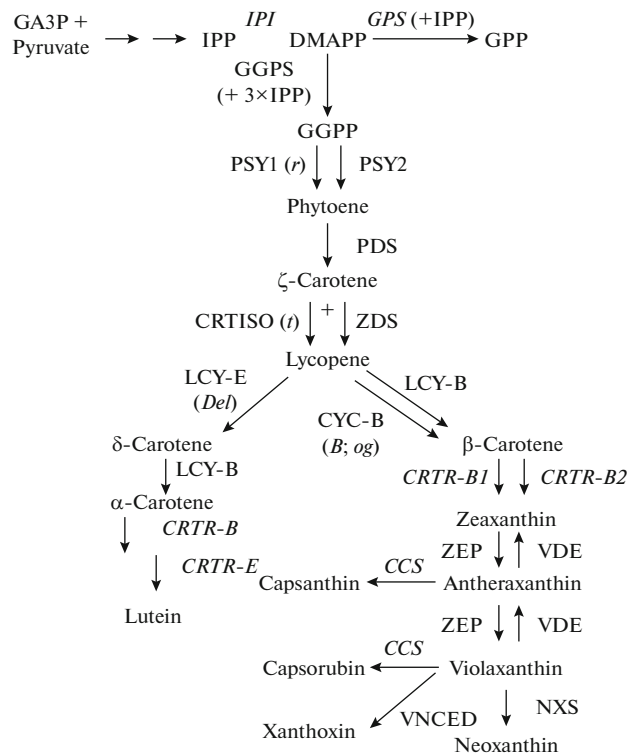 GA3P +
Pyruvate
IPP
IPI
DMAPP
GPS (+IPP)
GPP
GGPS
(+ 3×IPP)
GGPP
PSY1 (r)
PSY2
Phytoene
PDS
ζ-Carotene
CRTISO (t)
+
ZDS
Lycopene
LCY-E
(Del)
LCY-B
CYC-B
(B; og)
δ-Carotene
β-Carotene
LCY-B
CRTR-B1
CRTR-B2
α-Carotene
CRTR-B
Zeaxanthin
ZEP
VDE
CRTR-E
Capsanthin
CCS
Antheraxanthin
Lutein
ZEP
VDE
Capsorubin
CCS
Violaxanthin
VNCED
NXS
Xanthoxin
Neoxanthin